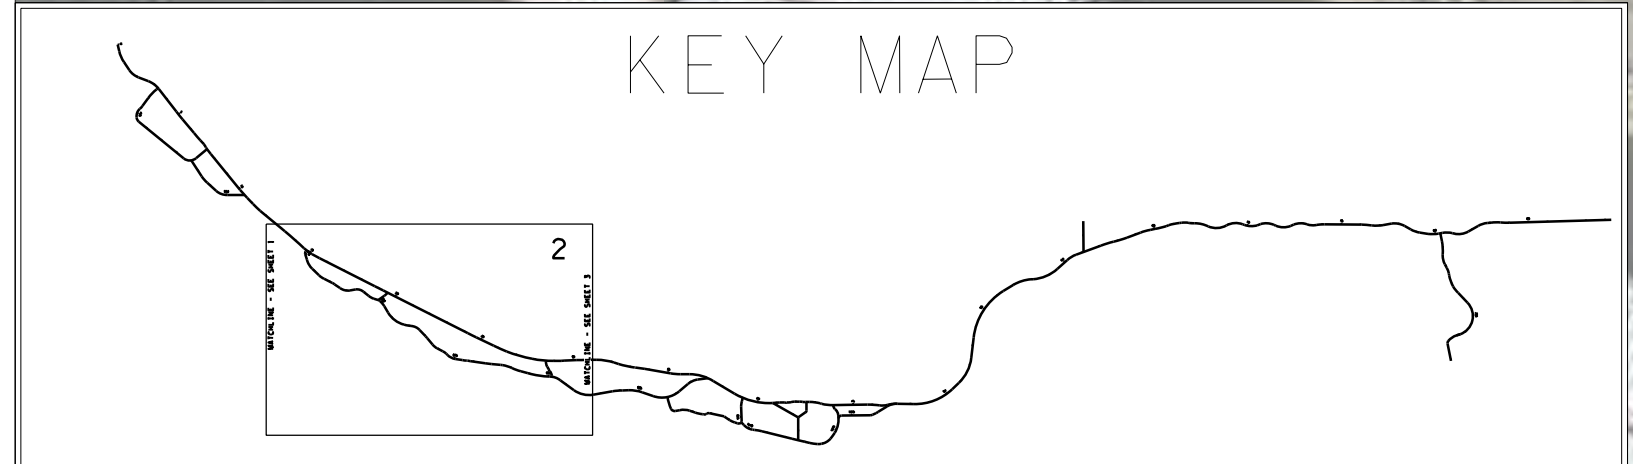 KEY MAP
2
MATCHLINE - SEE SHEET 1
MATCHLINE - SEE SHEET 3